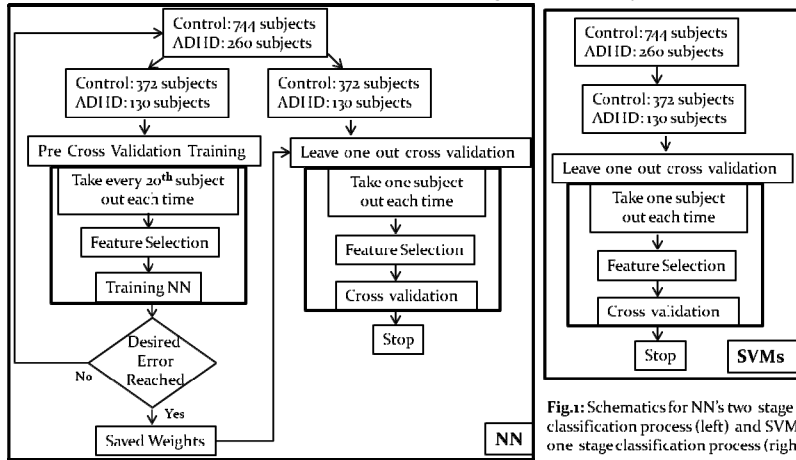 Control: 744 subjects
ADHD: 260 subjects
Control: 372 subjects
ADHD: 130 subjects
Control: 372 subjects
ADHD: 130 subjects
Pre Cross Validation Training
Leave one out cross validation
Take every 20th subject
out each time
Take one subject
out each time
Feature Selection
Feature Selection
Training NN
Cross validation
Desired
Error
Reached
Stop
No
Yes
Saved Weights
NN
Control: 744 subjects
ADHD: 260 subjects
Control: 372 subjects
ADHD: 130 subjects
Leave one out cross validation
Take one subject
out each time
Feature Selection
Cross validation
Stop
SVMs
Fig.1: Schematics for NN's two stage
classification process (left) and SVM
one stage classification process (righ